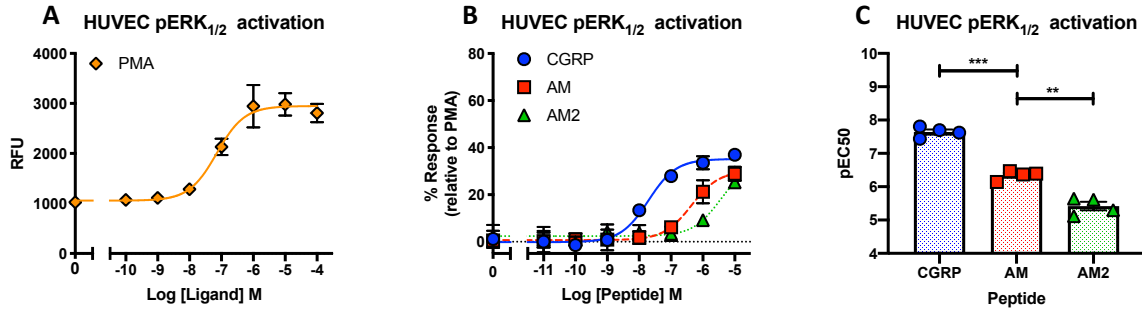 A
HUVEC pERK1/2 activation
PMA
RFU
4000
3000
2000
1000
0
0
-10
-9
-8
-7
-6
-5
-4
Log [Ligand] M
B
HUVEC pERK1/2 activation
CGRP
AM
AM2
% Response
(relative to PMA)
80
60
40
20
0
0
-11
-10
-9
-8
-7
-6
-5
Log [Peptide] M
C
HUVEC pERK1/2 activation
***
**
pEC50
10
9
8
7
6
5
4
CGRP
AM
AM2
Peptide